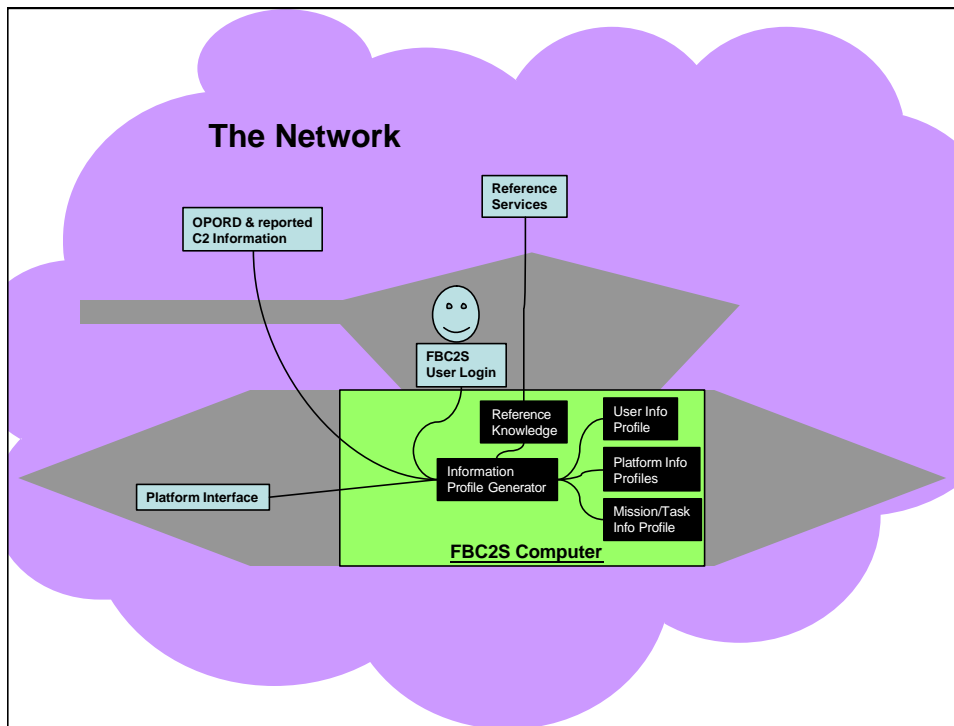 The Network
Reference
Services
OPORD & reported
C2 Information
FBC2S
User Login
Reference
Knowledge
User Info
Profile
Information
Profile Generator
Platform Info
Profiles
Platform Interface
Mission/Task
Info Profile
FBC2S Computer